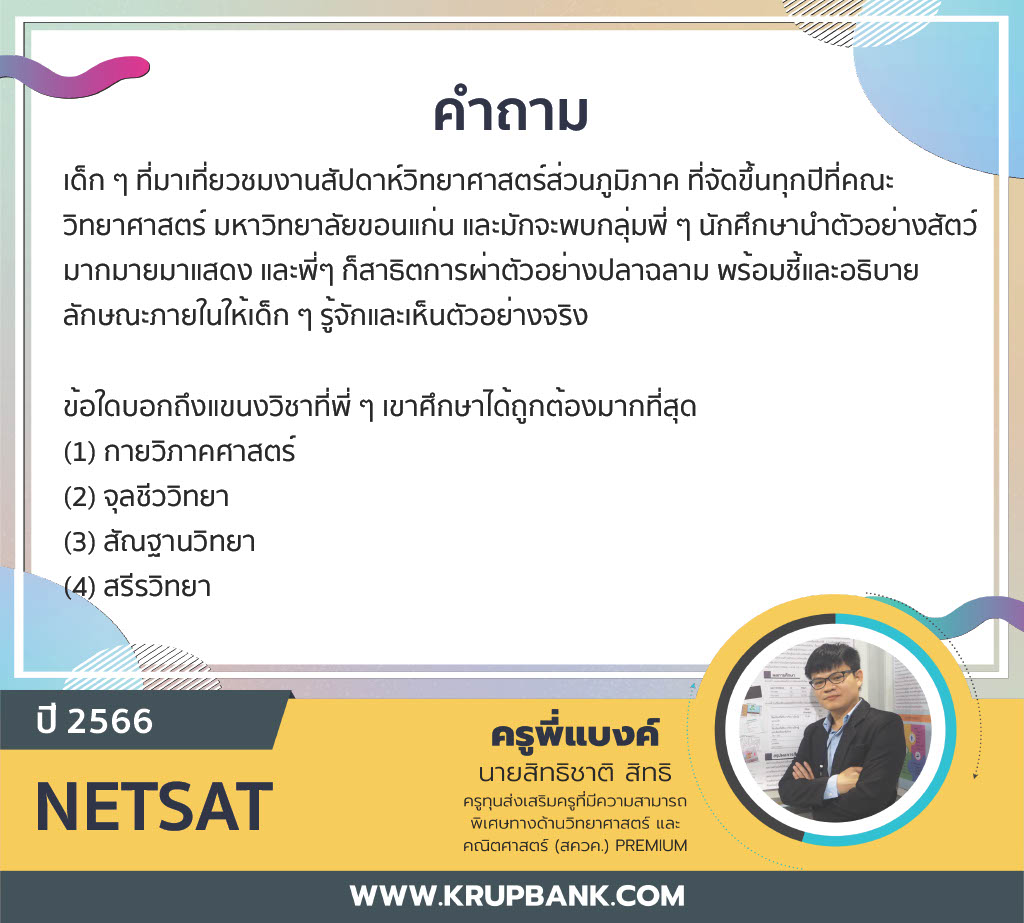 คำถาม
เด็ก ๆ ที่มาเที่ยวชมงานสัปดาห์วิทยาศาสตร์ส่วนภูมิภาค ที่จัดขึ้นทุกปีที่คณะ
วิทยาศาสตร์ มหาวิทยาลัยขอนแก่น และมักจะพบกลุ่มพี่ ๆ นักศึกษานำตัวอย่างสัตว์
มากมายมาแสดง และพี่ๆ ก็สาธิตการผ่าตัวอย่างปลาฉลาม พร้อมชี้และอธิบาย
ลักษณะภายในให้เด็ก ๆ รู้จักและเห็นตัวอย่างจริง
ข้อใดบอกถึงแขนงวิชาที่พี่ ๆ เขาศึกษาได้ถูกต้องมากที่สุด
(1) กายวิภาคศาสตร์
(2) จุลชีววิทยา
(3) สัณฐานวิทยา
(4) สรีรวิทยา
ปี 2566
NETSAT
ครูพี่แบงค์
นายสิทธิชาติ สิทธิ
ครูทุนส่งเสริมครูที่มีความสามารถ
พิเศษทางด้านวิทยาศาสตร์ และ
คณิตศาสตร์ (สควค.) PREMIUM
WWW.KRUPBANK.COM